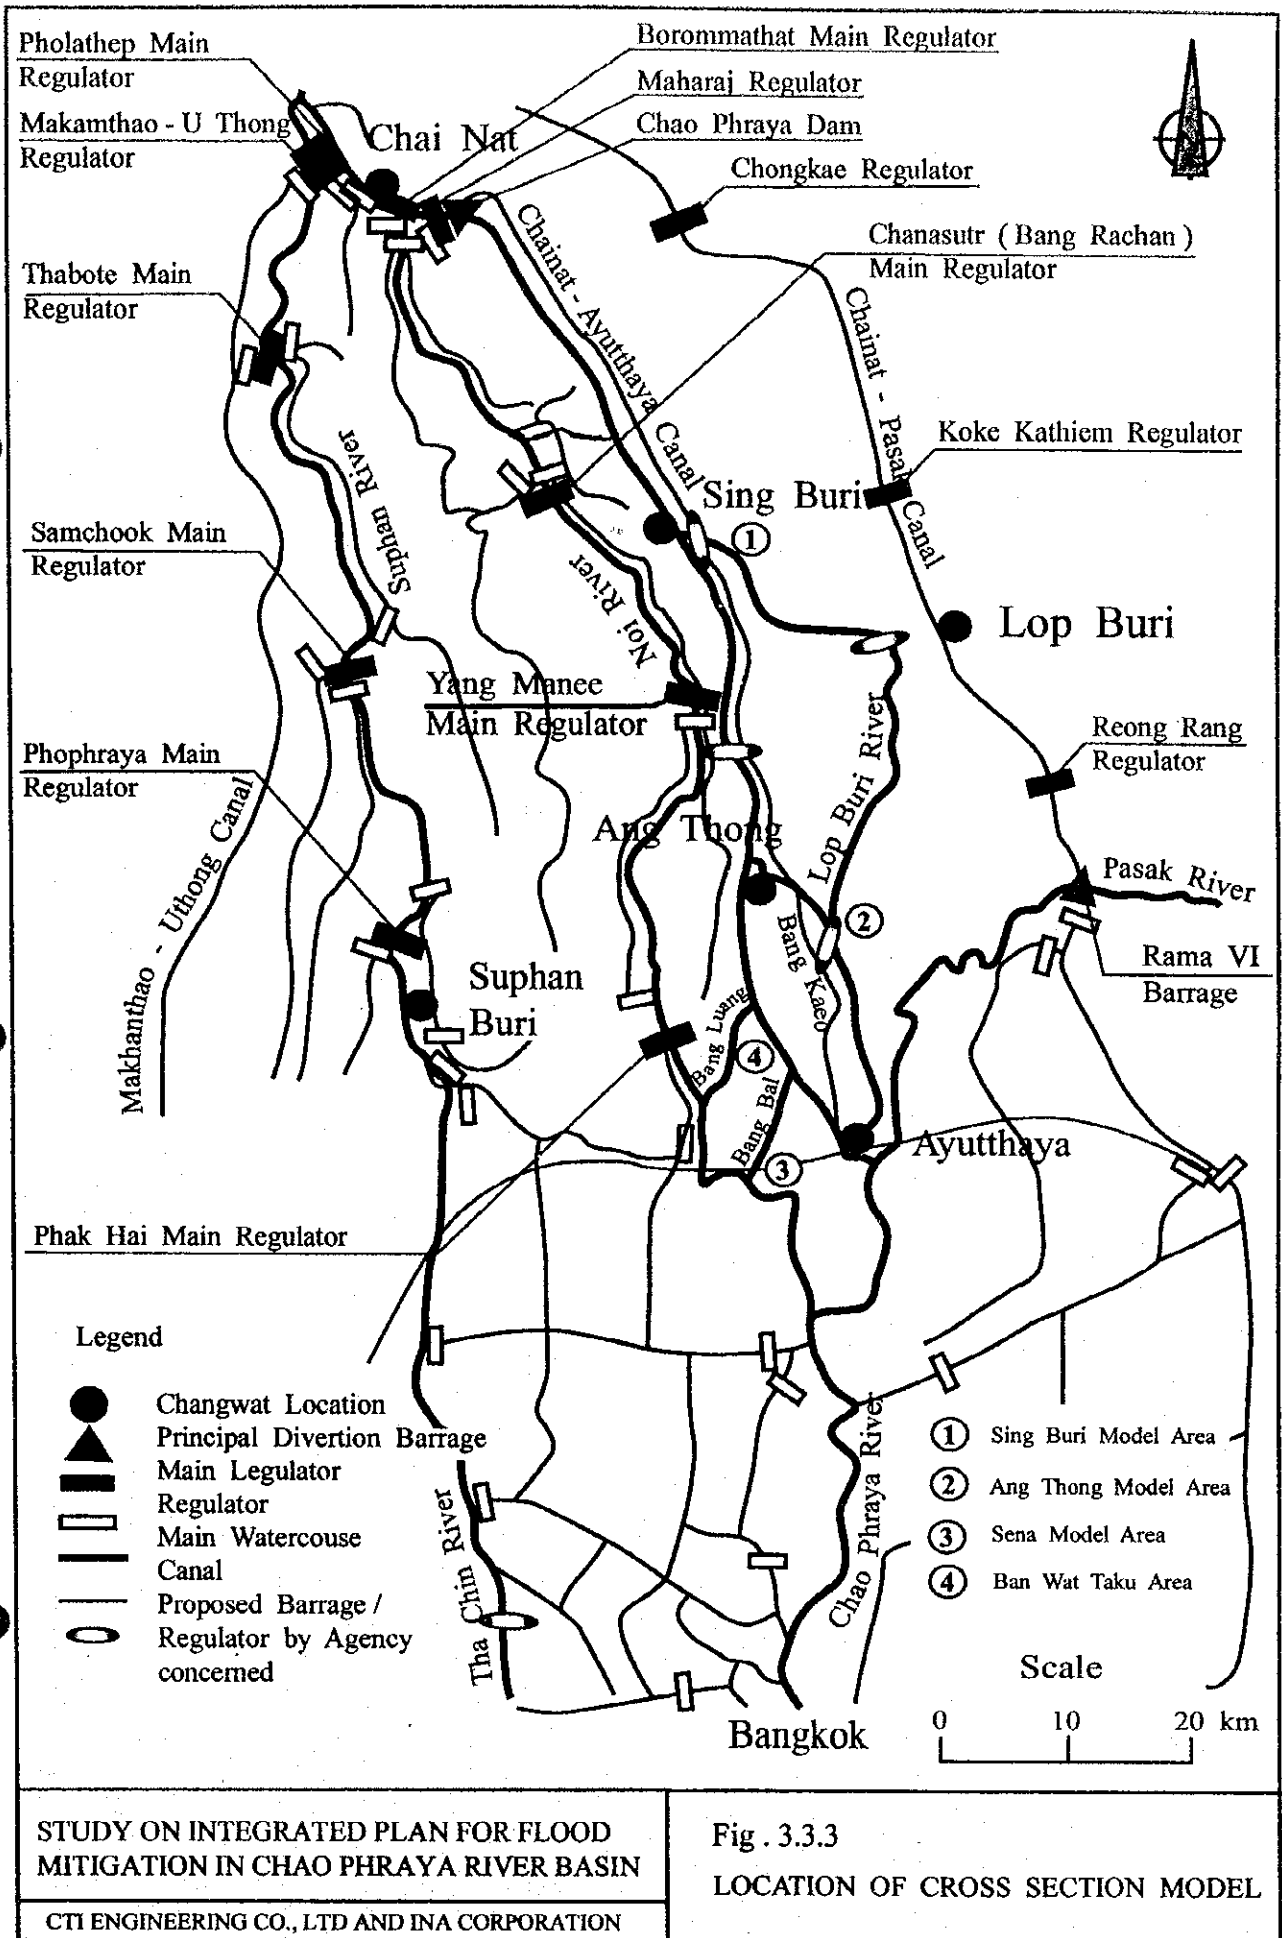 Pholathep Main
Regulator
Makamthao - U Thong
Regulator
Borommathat Main Regulator
Maharaj Regulator
Chao Phraya Dam
Chai Nat
Chongkae Regulator
Chanasutr ( Bang Rachan )
Main Regulator
Thabote Main
Regulator
Chainat - Ayutthaya Canal
Chainat - Pasak Canal
Koke Kathiem Regulator
Suphan River
Sing Buri
1
Samchook Main
Regulator
Noi River
Lop Buri
Yang Manee
Main Regulator
Reong Rang
Regulator
Phophraya Main
Regulator
Lop Buri River
Ang Thong
Makhanthao - Uthong Canal
Pasak River
2
Bang Kaeo
Rama VI
Barrage
Suphan
Buri
Bang Luang
4
Bang Bal
Ayutthaya
3
Phak Hai Main Regulator
Legend
Changwat Location
Principal Divertion Barrage
Main Legulator
Regulator
Main Watercouse
Canal
Proposed Barrage /
Regulator by Agency
concerned
Tha Chin River
Chao Phraya River
1 Sing Buri Model Area
2 Ang Thong Model Area
3 Sena Model Area
4 Ban Wat Taku Area
Scale
0 10 20 km
Bangkok
STUDY ON INTEGRATED PLAN FOR FLOOD
MITIGATION IN CHAO PHRAYA RIVER BASIN
CTI ENGINEERING CO., LTD AND INA CORPORATION
Fig . 3.3.3
LOCATION OF CROSS SECTION MODEL